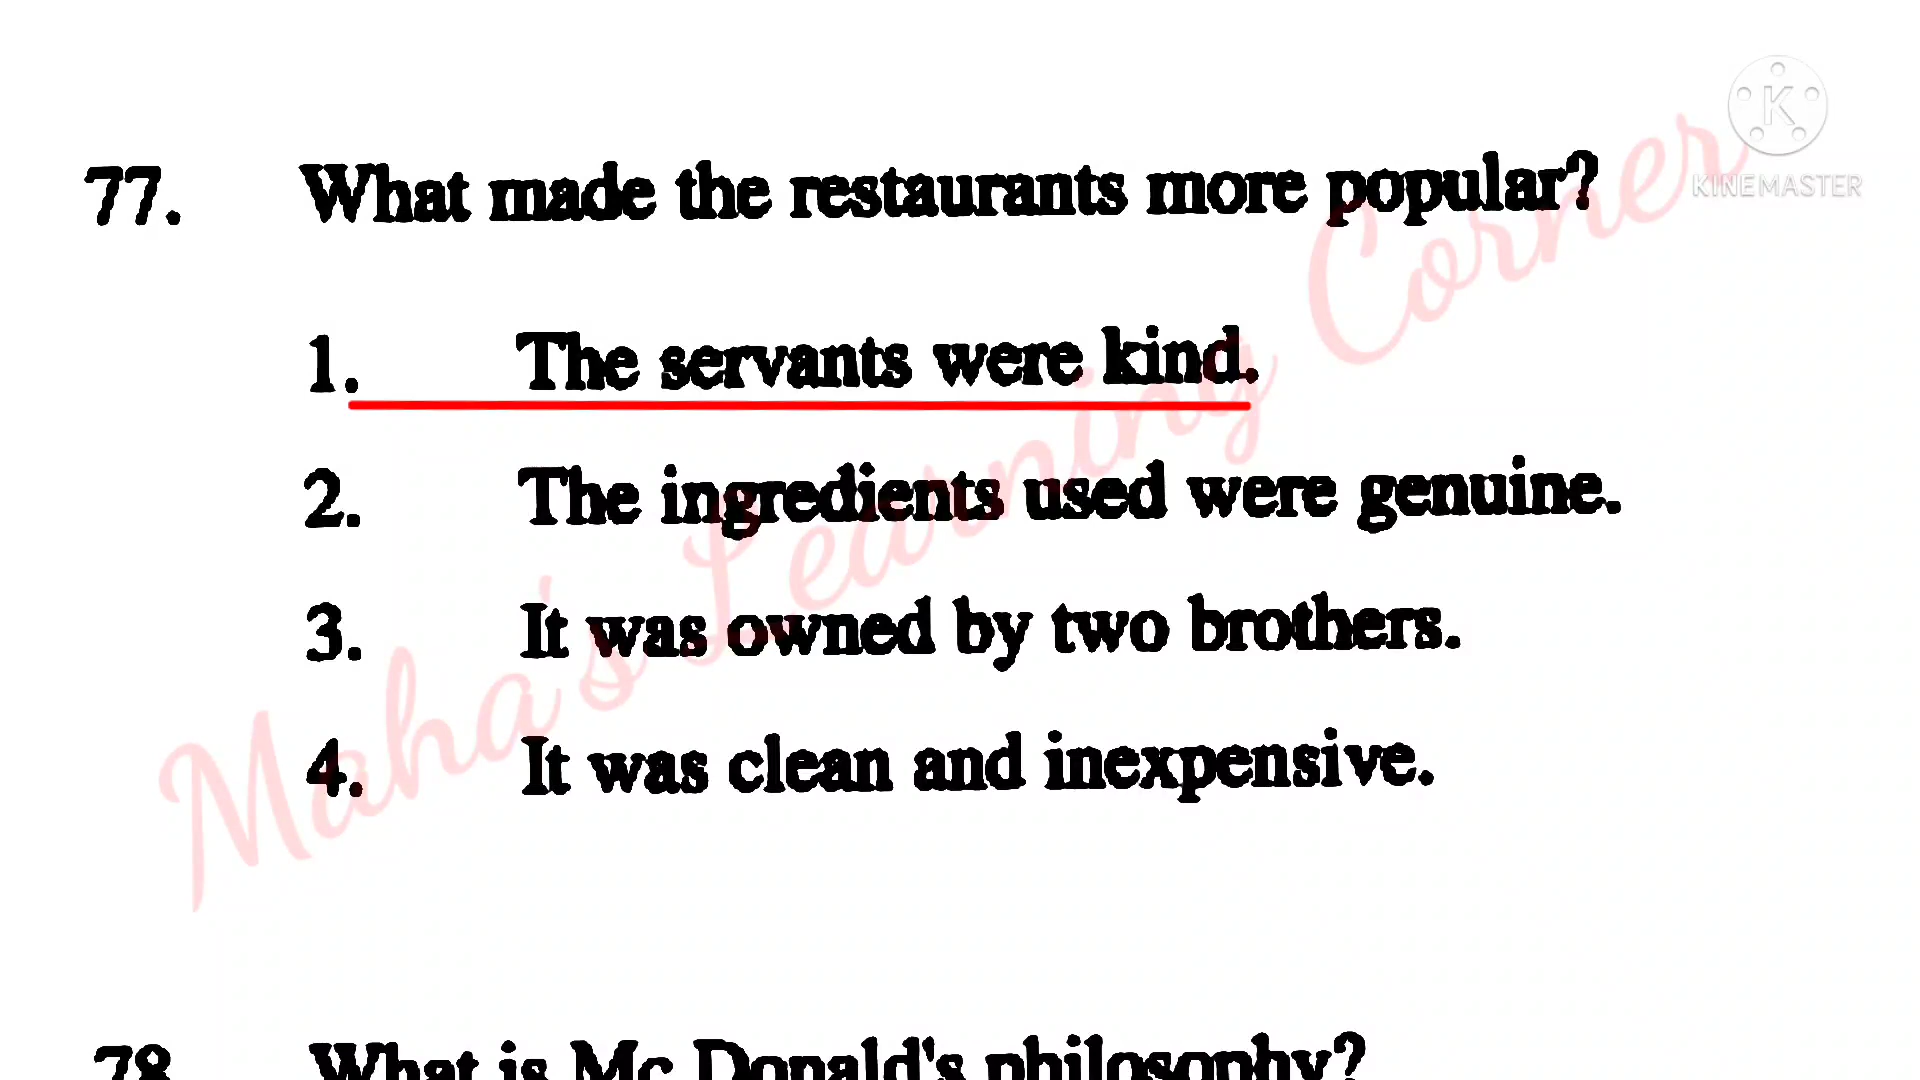 KINEMASTER
77. What made the restaurants more popular?
1. The servants were kind.
2. The ingredients used were genuine.
3. It was owned by two brothers.
4. It was clean and inexpensive.
Maha's Learning Corner
78. What is Mc Donald's philosophy?